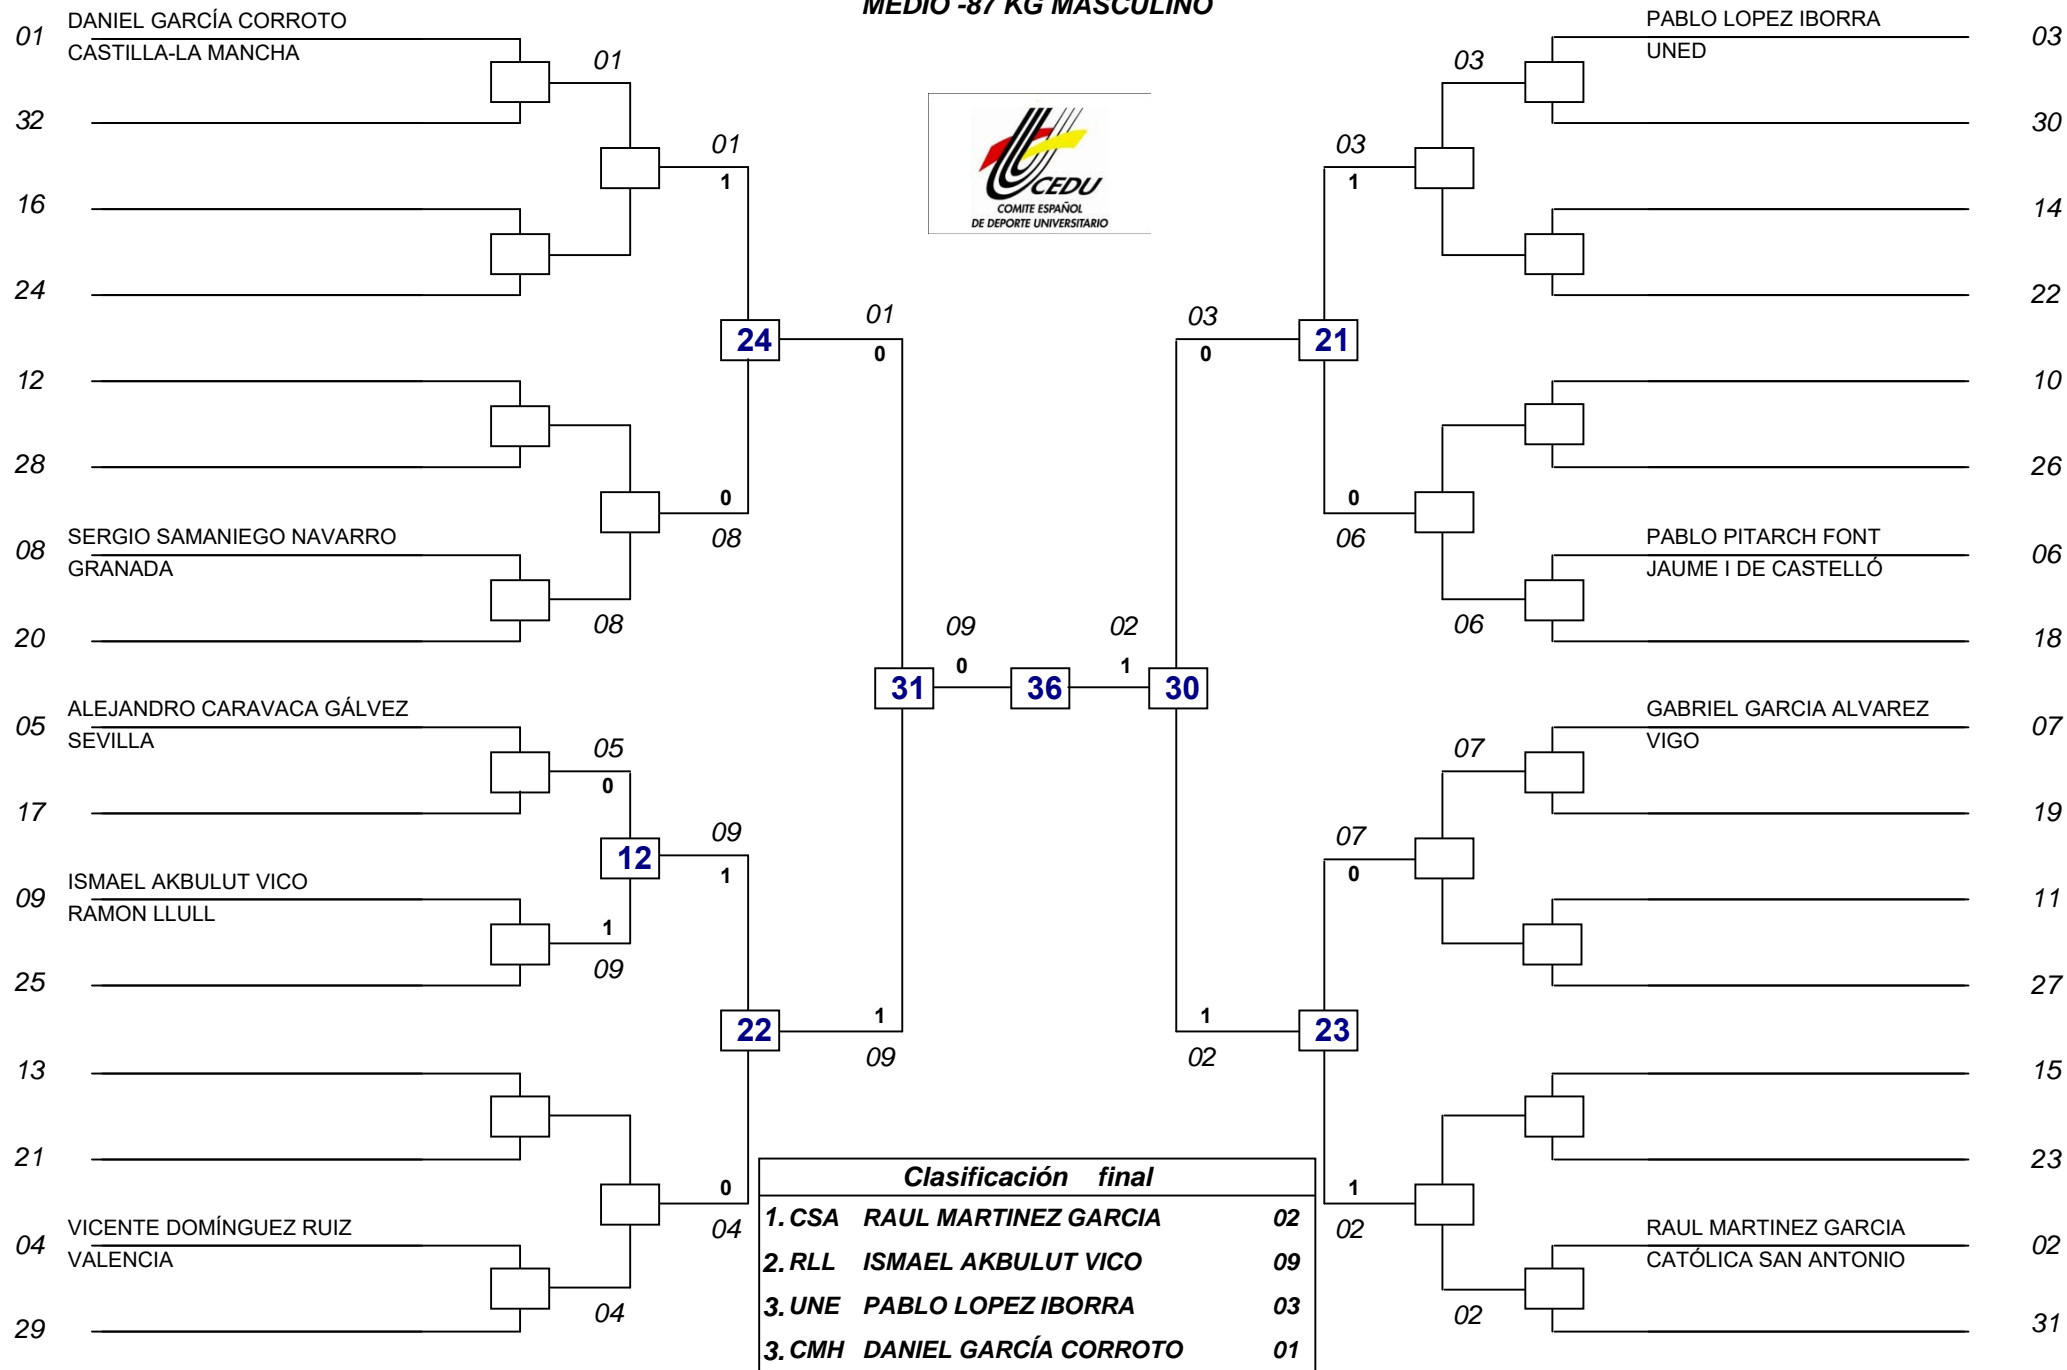 MEDIO -87 KG MASCULINO
01 DANIEL GARCÍA CORROTO
CASTILLA-LA MANCHA
32
16
24
12
28
08 SERGIO SAMANIEGO NAVARRO
GRANADA
20
05 ALEJANDRO CARAVACA GÁLVEZ
SEVILLA
17
09 ISMAEL AKBULUT VICO
RAMON LLULL
25
13
21
04 VICENTE DOMÍNGUEZ RUIZ
VALENCIA
29
01
08
05
0
12
1
09
04
01
1
24
0
08
09
1
22
0
04
01
0
31
1
09
CEDU
COMITE ESPAÑOL
DE DEPORTE UNIVERSITARIO
09
0
36
02
1
03
0
30
1
02
03
1
21
0
06
07
0
23
1
02
03
06
07
02
PABLO LOPEZ IBORRA 03
UNED
30
14
22
10
26
PABLO PITARCH FONT 06
JAUME I DE CASTELLÓ
18
GABRIEL GARCIA ALVAREZ 07
VIGO
19
11
27
15
23
RAUL MARTINEZ GARCIA 02
CATÓLICA SAN ANTONIO
31
Clasificación final
1. CSA RAUL MARTINEZ GARCIA 02
2. RLL ISMAEL AKBULUT VICO 09
3. UNE PABLO LOPEZ IBORRA 03
3. CMH DANIEL GARCÍA CORROTO 01